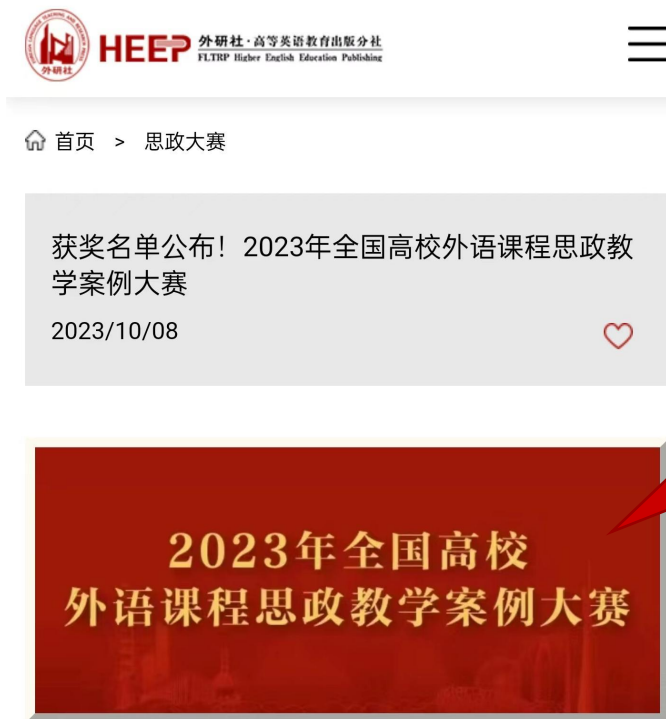 HEEP 外研社·高等英语教育出版分社
FLTRP Higher English Education Publishing
外研社
首页 > 思政大赛
获奖名单公布！2023年全国高校外语课程思政教
学案例大赛
2023/10/08
2023年全国高校
外语课程思政教学案例大赛